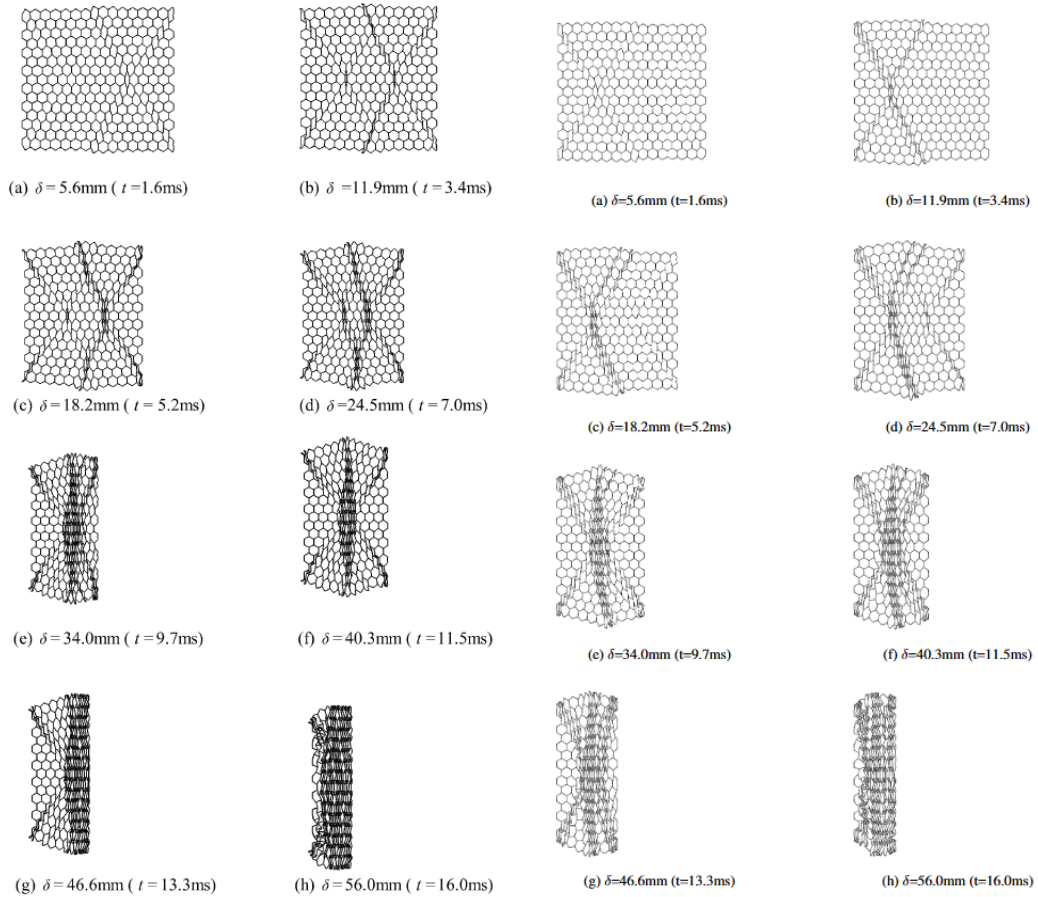 (a) δ = 5.6mm ( t =1.6ms)
(b) δ =11.9mm ( t = 3.4ms)
(a) δ=5.6mm (t=1.6ms)
(b) δ=11.9mm (t=3.4ms)
(c) δ = 18.2mm ( t = 5.2ms)
(d) δ =24.5mm ( t = 7.0ms)
(c) δ=18.2mm (t=5.2ms)
(d) δ=24.5mm (t=7.0ms)
(e) δ = 34.0mm ( t = 9.7ms)
(f) δ = 40.3mm ( t = 11.5ms)
(e) δ=34.0mm (t=9.7ms)
(f) δ=40.3mm (t=11.5ms)
(g) δ = 46.6mm ( t = 13.3ms)
(h) δ = 56.0mm ( t = 16.0ms)
(g) δ=46.6mm (t=13.3ms)
(h) δ=56.0mm (t=16.0ms)